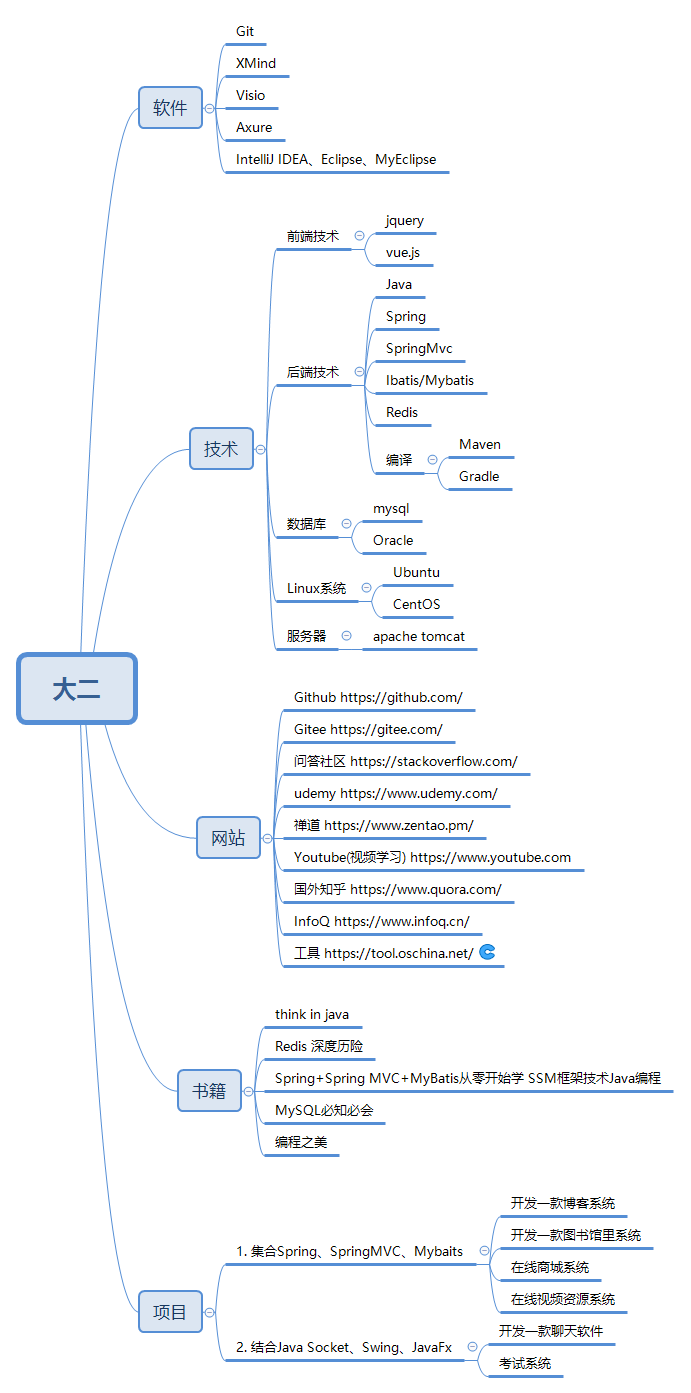 大二
软件
Git
XMind
Visio
Axure
IntelliJ IDEA、Eclipse、MyEclipse
技术
前端技术
jquery
vue.js
后端技术
Java
Spring
SpringMvc
Ibatis/Mybatis
Redis
编译
Maven
Gradle
数据库
mysql
Oracle
Linux系统
Ubuntu
CentOS
服务器
apache tomcat
网站
Github https://github.com/
Gitee https://gitee.com/
问答社区 https://stackoverflow.com/
udemy https://www.udemy.com/
禅道 https://www.zentao.pm/
Youtube(视频学习) https://www.youtube.com
国外知乎 https://www.quora.com/
InfoQ https://www.infoq.cn/
工具 https://tool.oschina.net/
书籍
think in java
Redis 深度历险
Spring+Spring MVC+MyBatis从零开始学 SSM框架技术Java编程
MySQL必知必会
编程之美
项目
1. 集合Spring、SpringMVC、Mybaits
开发一款博客系统
开发一款图书馆里系统
在线商城系统
在线视频资源系统
2. 结合Java Socket、Swing、JavaFx
开发一款聊天软件
考试系统